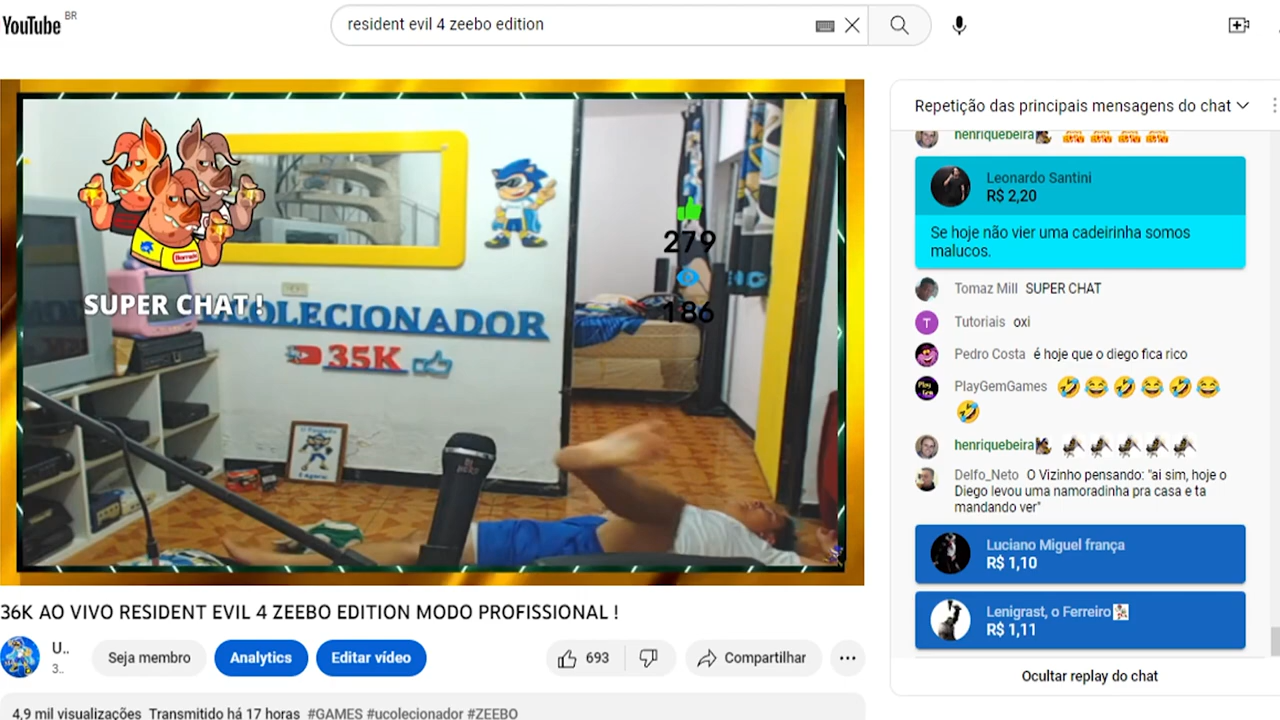 YouTube BR
resident evil 4 zeebo edition
SUPER CHAT !
UCOLECIONADOR
35K
279
186
36K AO VIVO RESIDENT EVIL 4 ZEEBO EDITION MODO PROFISSIONAL !
U..
3..
Seja membro
Analytics
Editar vídeo
693
Compartilhar
4,9 mil visualizações Transmitido há 17 horas #GAMES #ucolecionador #ZEEBO
Repetição das principais mensagens do chat
henriquebeira
Leonardo Santini
R$ 2,20
Se hoje não vier uma cadeirinha somos
malucos.
Tomaz Mill SUPER CHAT
T Tutoriais oxi
Pedro Costa é hoje que o diego fica rico
PlayGemGames
henriquebeira
Delfo_Neto O Vizinho pensando: "ai sim, hoje o
Diego levou uma namoradinha pra casa e ta
mandando ver"
Luciano Miguel frança
R$ 1,10
Lenigrast, o Ferreiro
R$ 1,11
Ocultar replay do chat